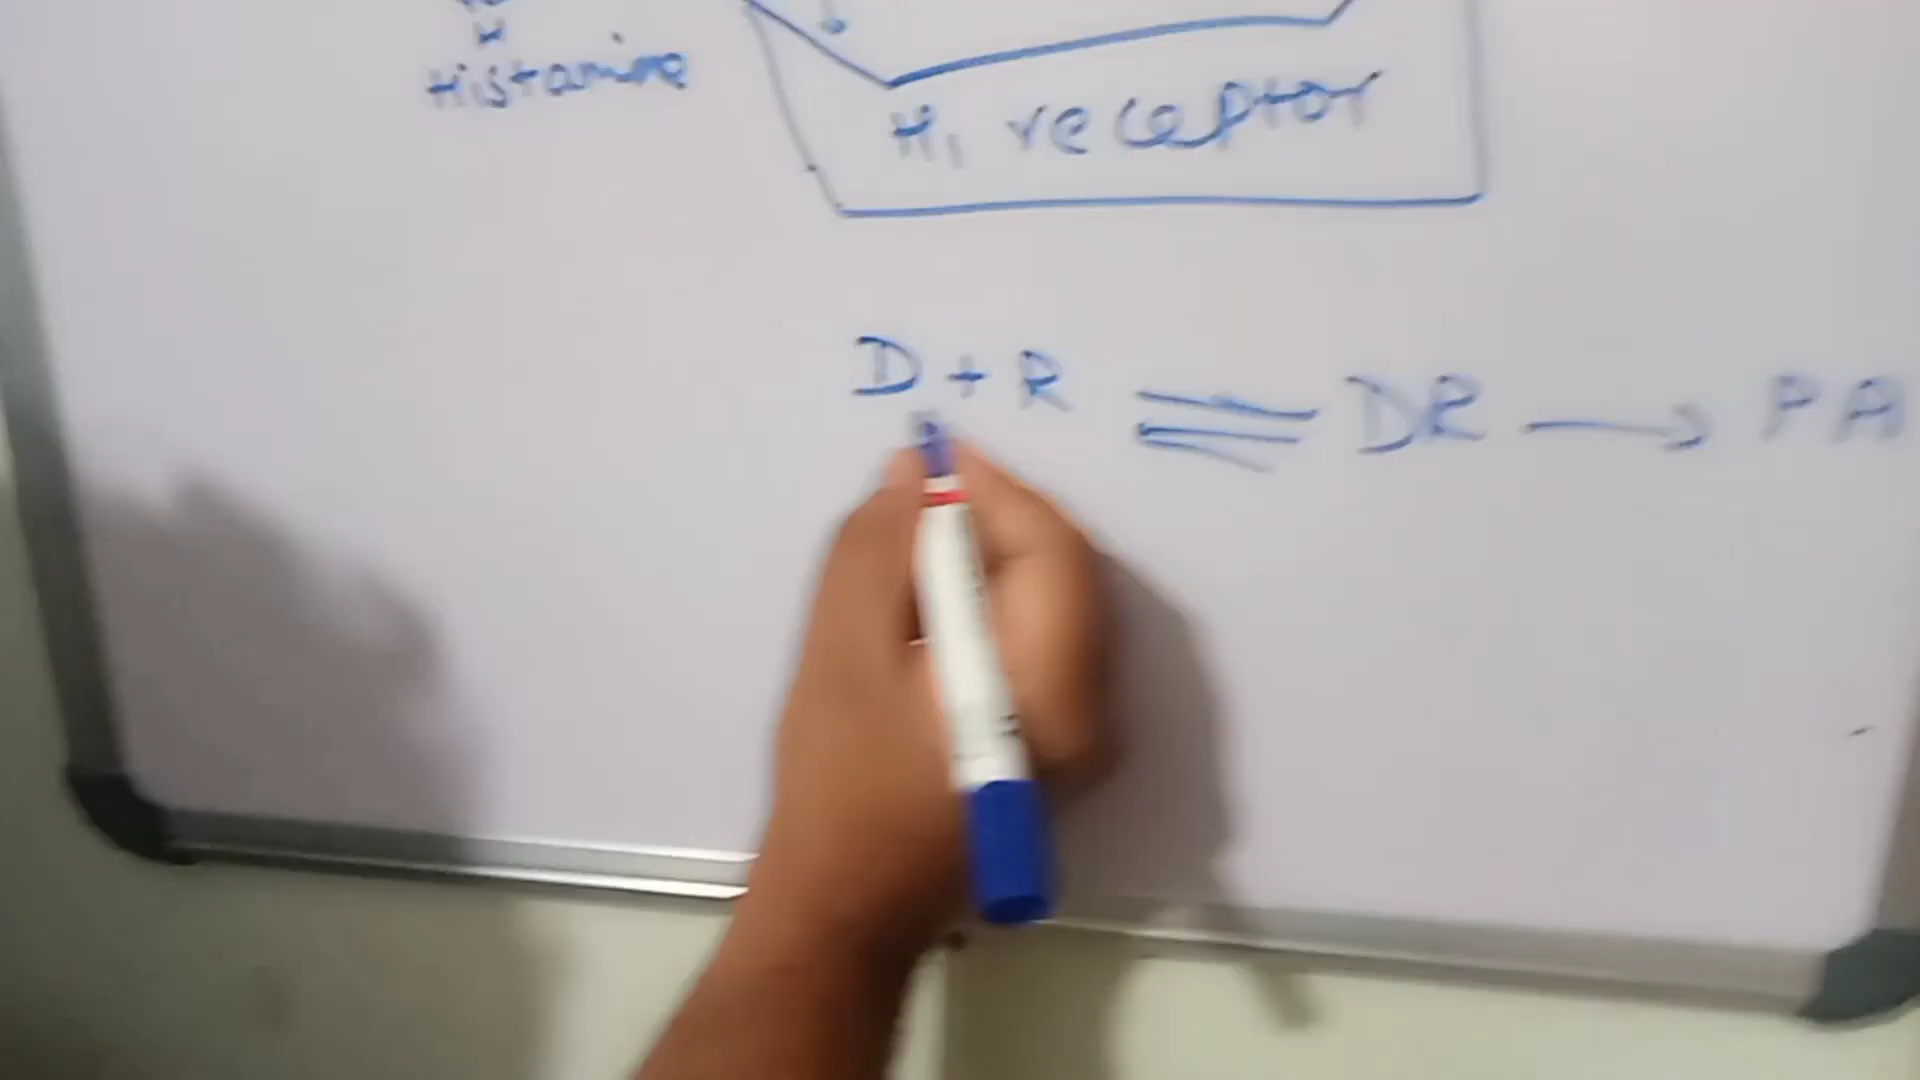 Histamine
H₁ receptor
D + R ⇌ DR → PA